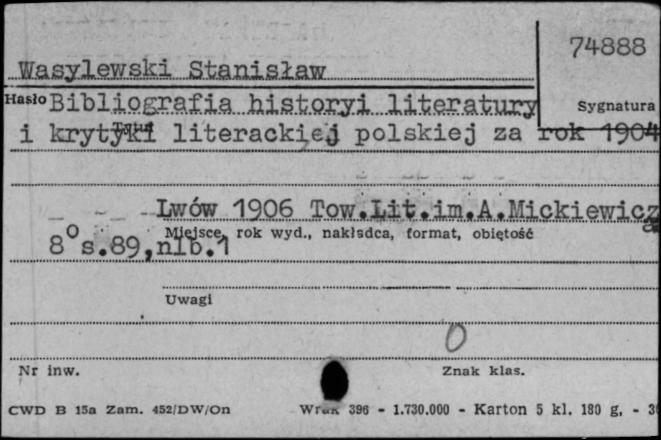 74888
Wasylewski Stanisław
Hasło Bibliografia historyi literatury
Sygnatura
i krytyki literackiej polskiej za rok 1904
Tytuł
Lwów 1906 Tow.Lit.im.A.Mickiewicza
Miejsce, rok wyd., nakładca, format, objętość
8° s.89,nlb.1
Uwagi
0
Nr inw.
Znak klas.
CWD B 15a Zam. 452/DW/On
396 - 1.730.000 - Karton 5 kl. 180 g, -